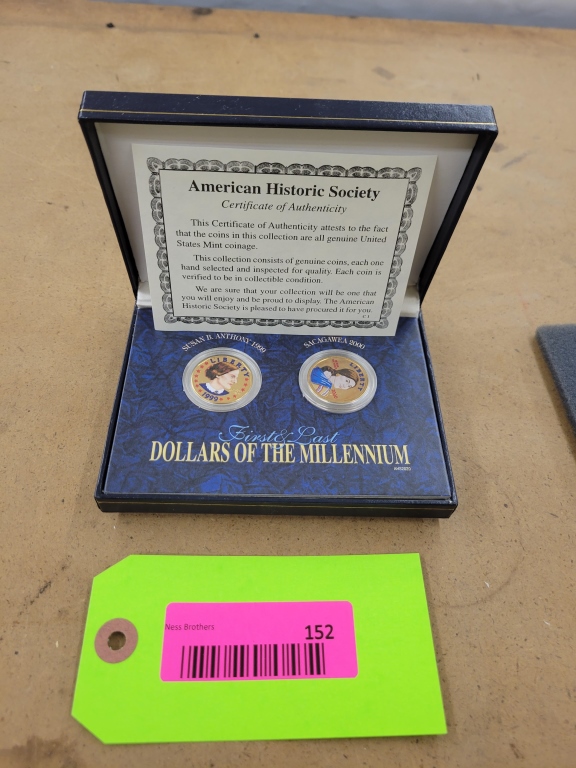 American Historic Society
Certificate of Authenticity
This Certificate of Authenticity attests to the fact
that the coins in this collection are all genuine United
States Mint coinage.
This collection consists of genuine coins, each one
hand selected and inspected for quality. Each coin is
verified to be in collectible condition.
We are sure that your collection will be one that
you will enjoy and be proud to display. The American
Historic Society is pleased to have procured it for you.
SUSAN B. ANTHONY 1999
SACAGAWEA 2000
LIBERTY
1999
LIBERTY
First & Last
DOLLARS OF THE MILLENNIUM
Ness Brothers
152